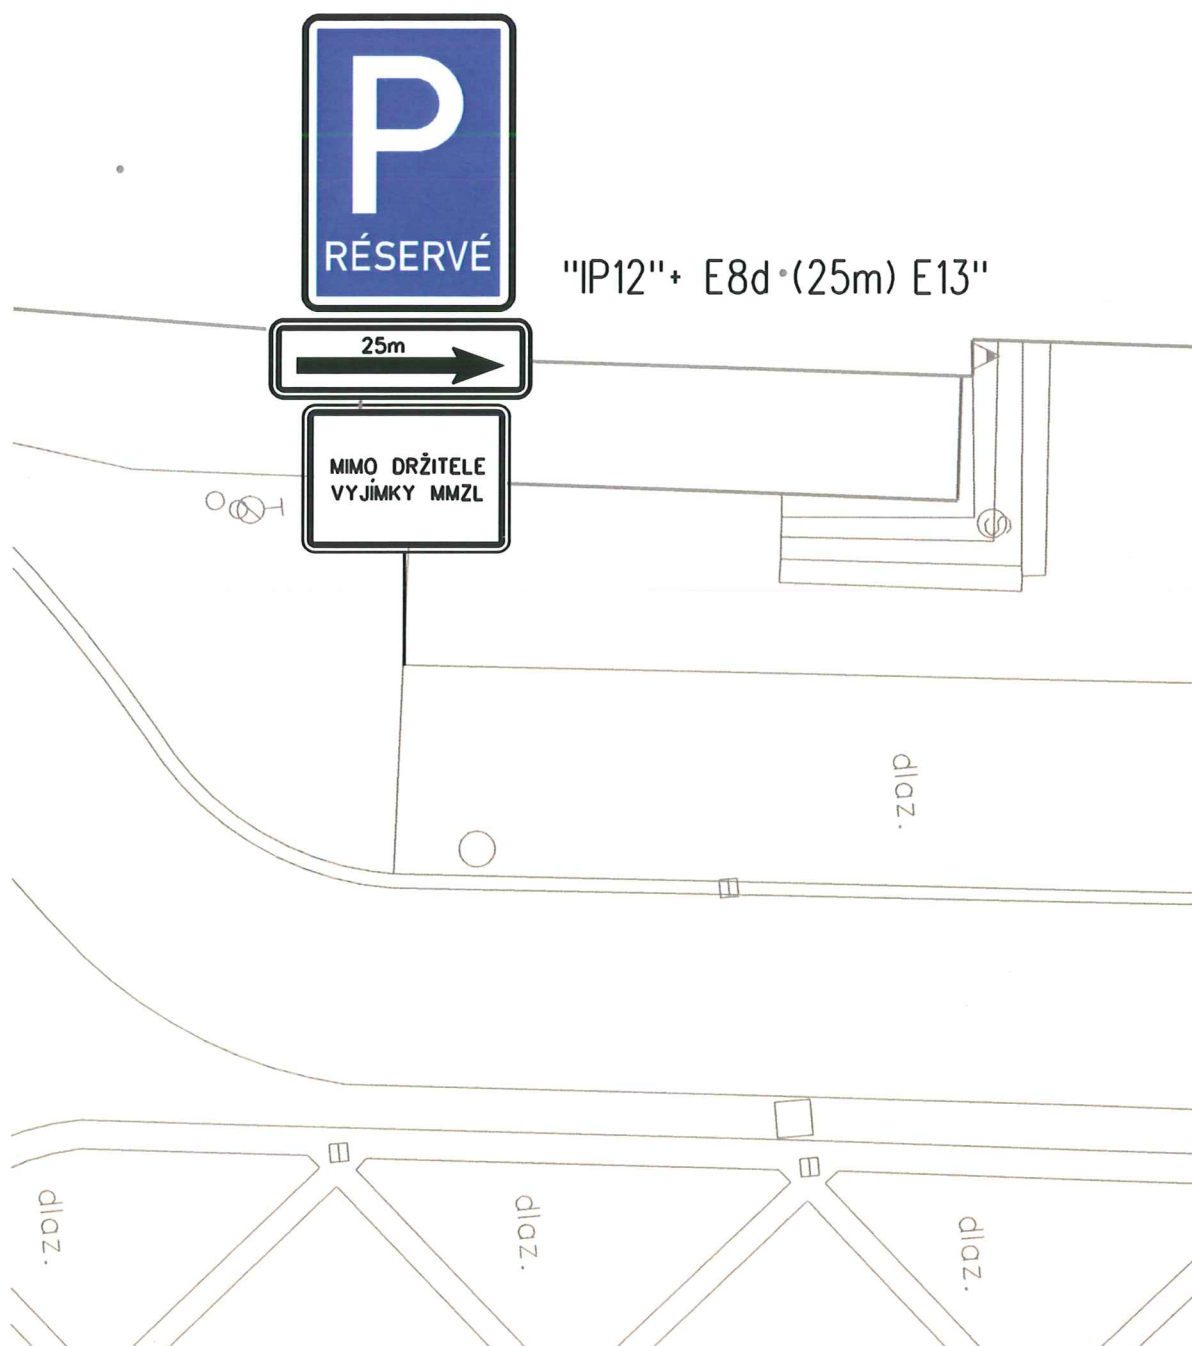 P
RÉSERVÉ
"IP12"+ E8d (25m) E13"
25m
MIMO DRŽITELE
VYJÍMKY MMZL
dlaz.
dlaz.
dlaz.
dlaz.